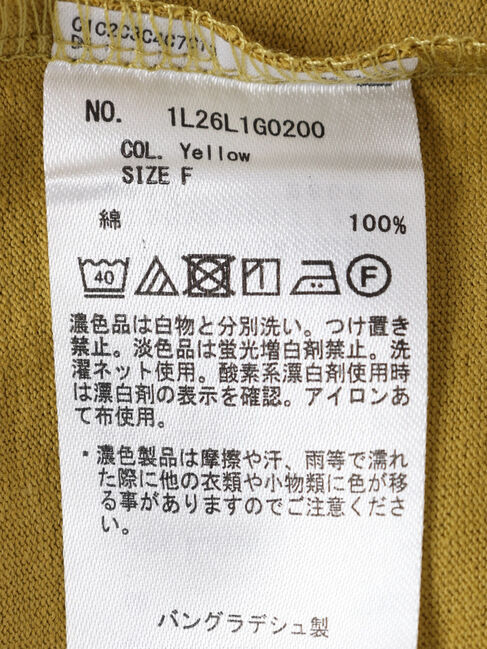 NO. 1L26L1G0200
COL. Yellow
SIZE F
綿 100%
40 F
濃色品は白物と分別洗い。つけ置き
禁止。淡色品は蛍光増白剤禁止。洗
濯ネット使用。酸素系漂白剤使用時
は漂白剤の表示を確認。アイロンあ
て布使用。
・濃色製品は摩擦や汗、雨等で濡れ
た際に他の衣類や小物類に色が移
る事がありますのでご注意くださ
い。
バングラデシュ製